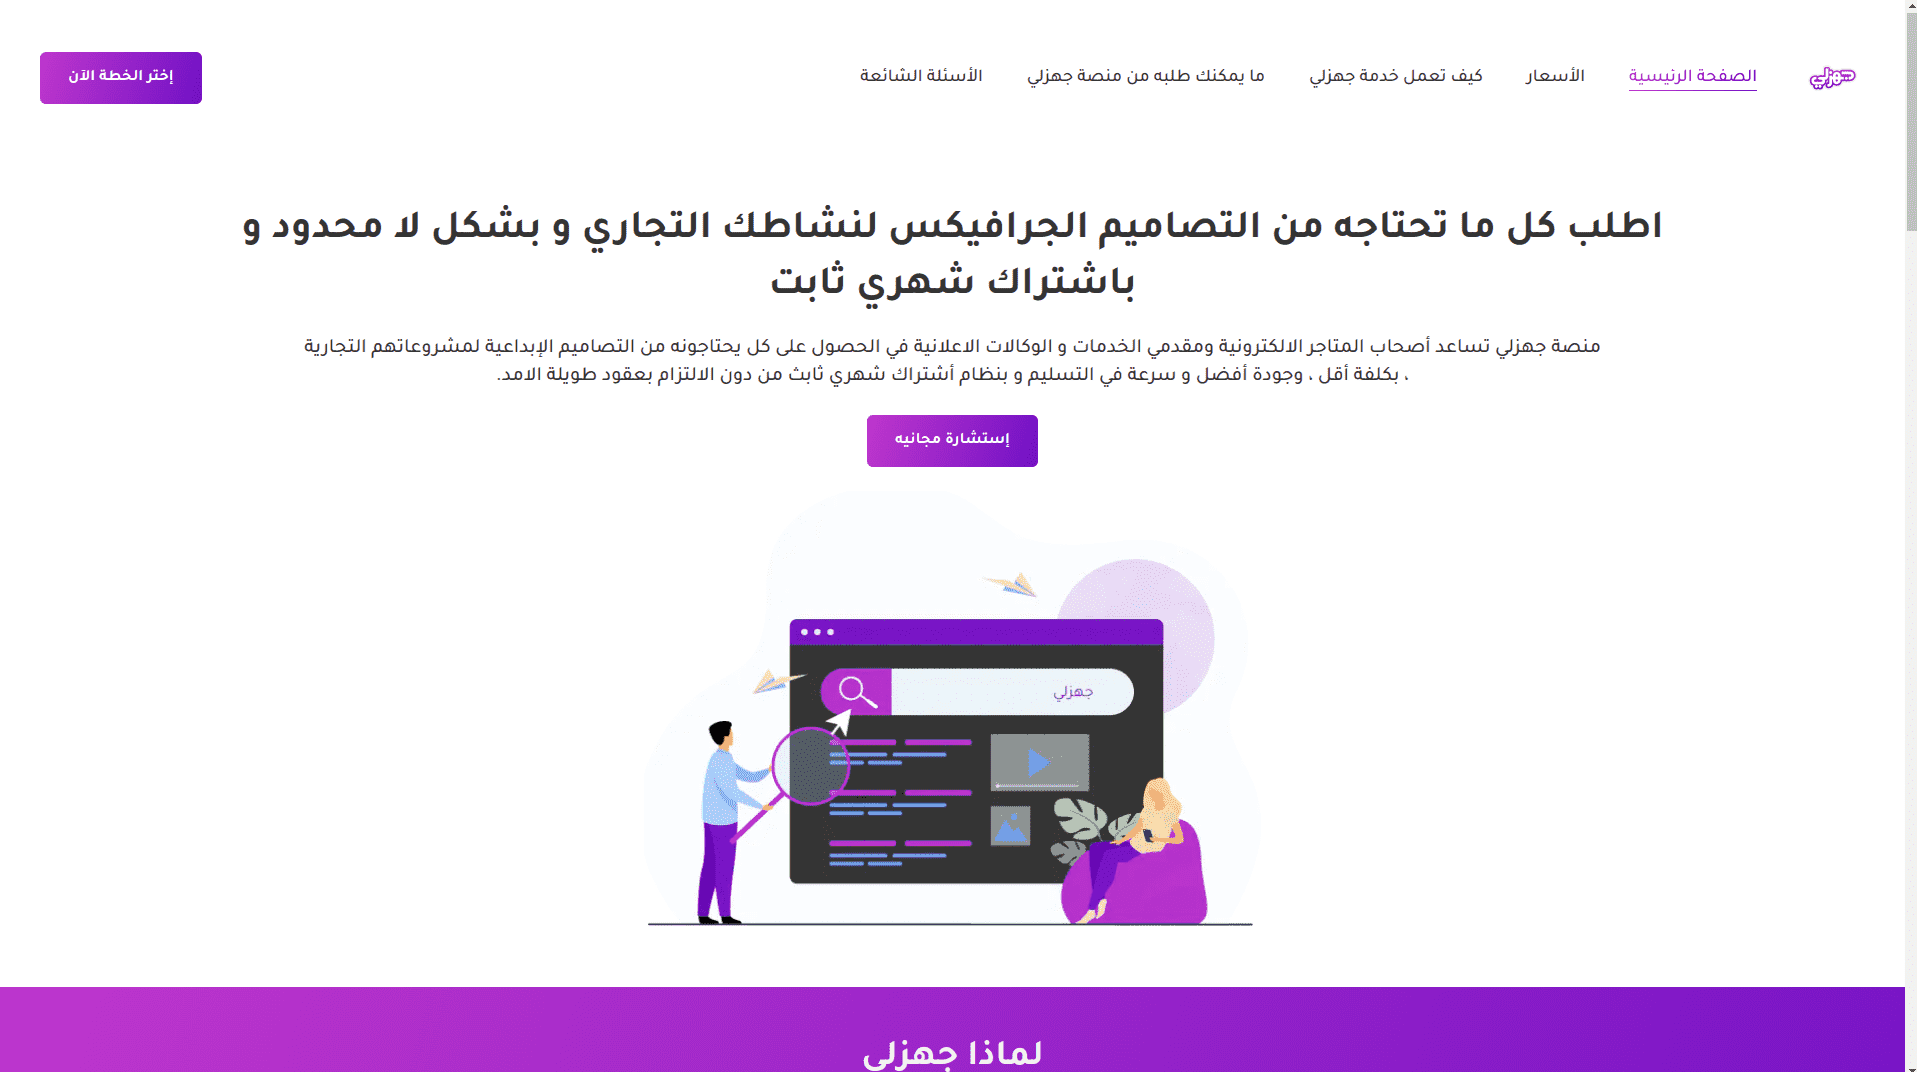 جهزلي
الصفحة الرئيسية
الأسعار
كيف تعمل خدمة جهزلي
ما يمكنك طلبه من منصة جهزلي
الأسئلة الشائعة
إختر الخطة الآن
اطلب كل ما تحتاجه من التصاميم الجرافيكس لنشاطك التجاري و بشكل لا محدود و
باشتراك شهري ثابت
منصة جهزلي تساعد أصحاب المتاجر الالكترونية ومقدمي الخدمات و الوكالات الاعلانية في الحصول على كل يحتاجونه من التصاميم الإبداعية لمشروعاتهم التجارية
، بكلفة أقل ، وجودة أفضل و سرعة في التسليم و بنظام أشتراك شهري ثابث من دون الالتزام بعقود طويلة الامد.
إستشارة مجانيه
جهزلي
لماذا جهزلي